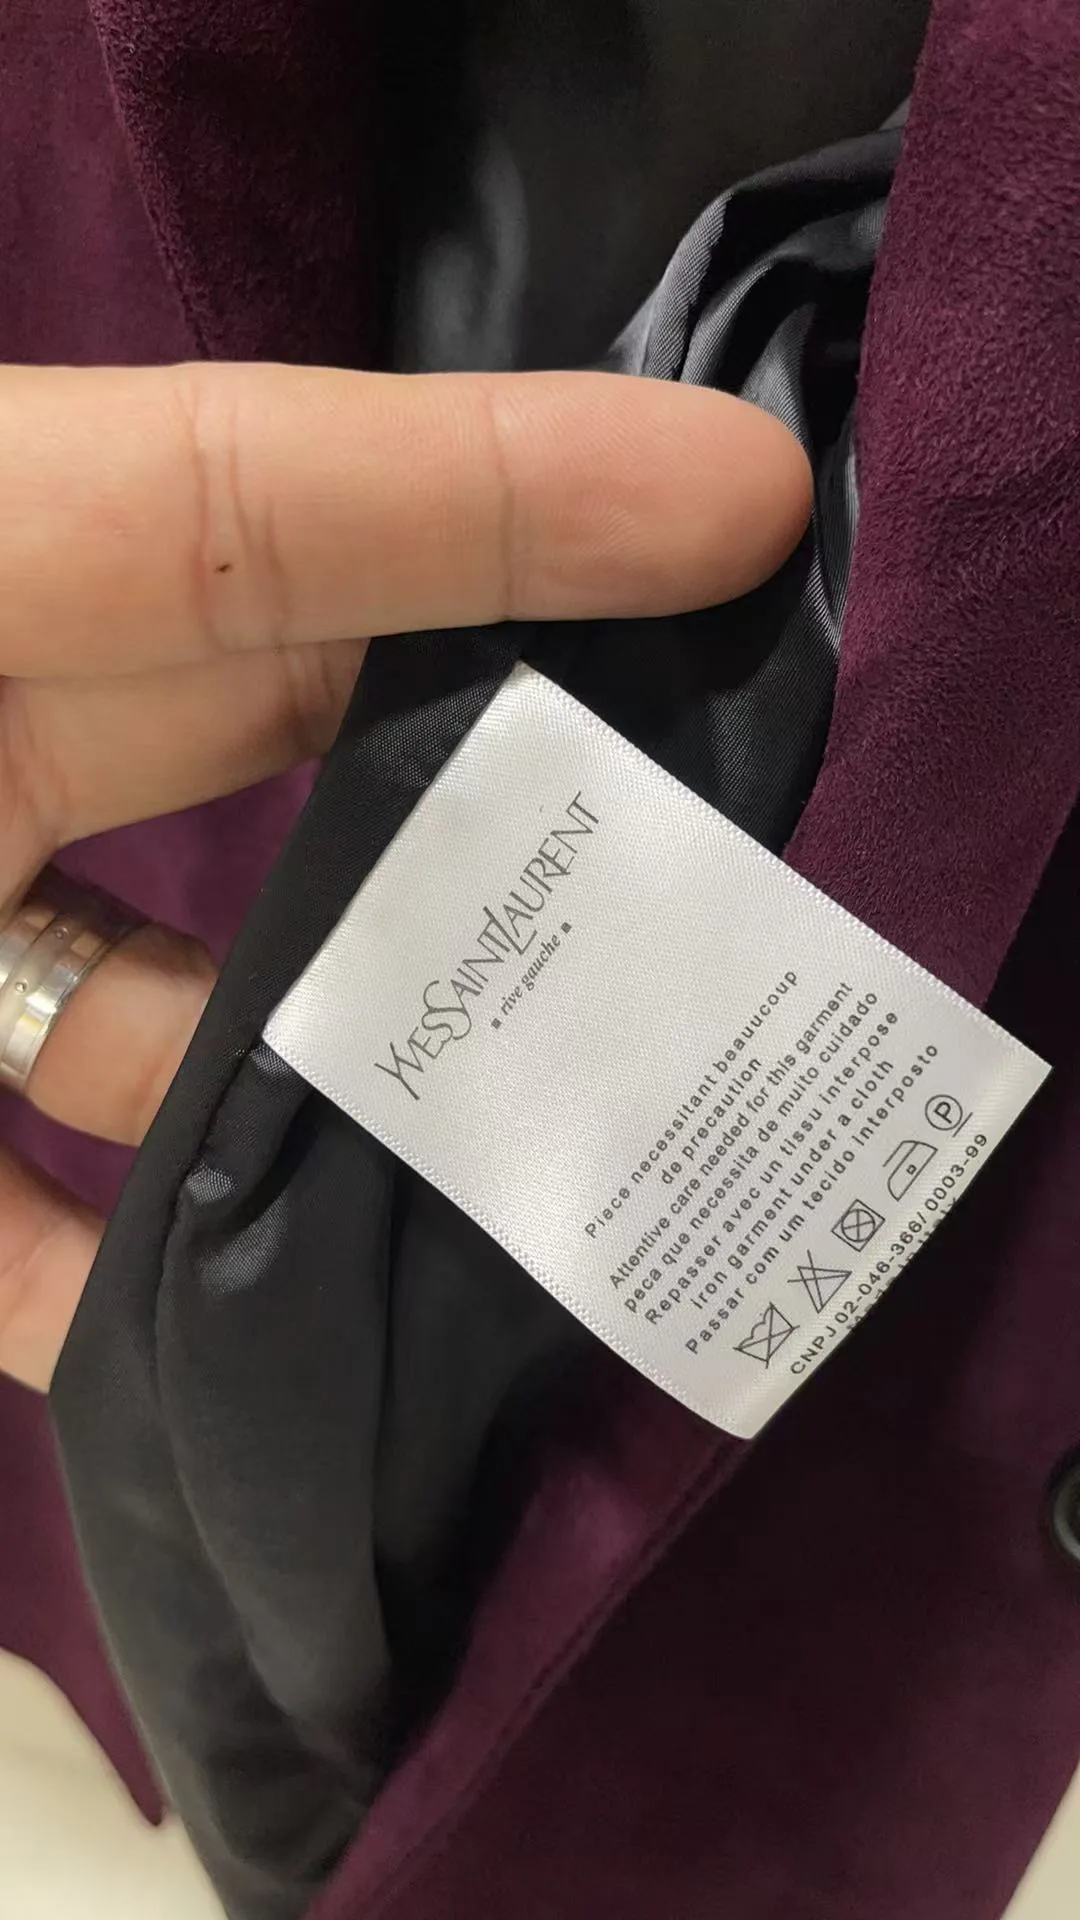 YVESSAINTLAURENT
rive gauche
Piece necessitant beauucoup
de precaution
Attentive care needed for this garment
peca que necessita de muito cuidado
Repasser avec un tissu interpose
iron garment under a cloth
Passar com um tecido interposto
P
CNPJ 02-046-366/0003-99